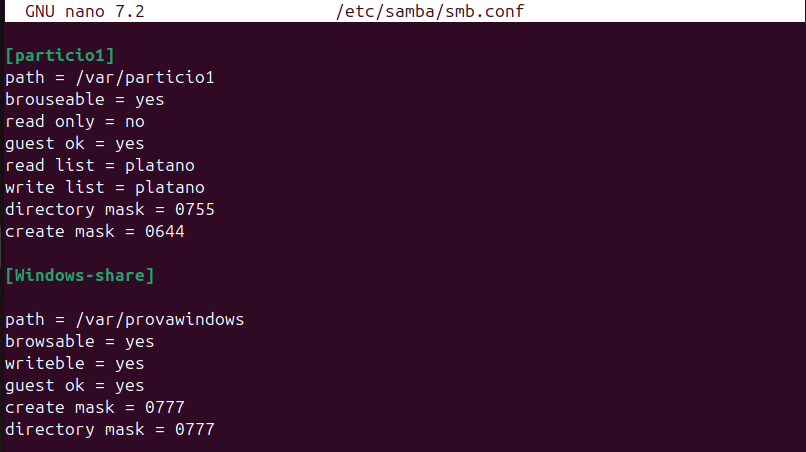 GNU nano 7.2 /etc/samba/smb.conf
[particio1]
path = /var/particio1
brouseable = yes
read only = no
guest ok = yes
read list = platano
write list = platano
directory mask = 0755
create mask = 0644
[Windows-share]
path = /var/provawindows
browsable = yes
writeble = yes
guest ok = yes
create mask = 0777
directory mask = 0777